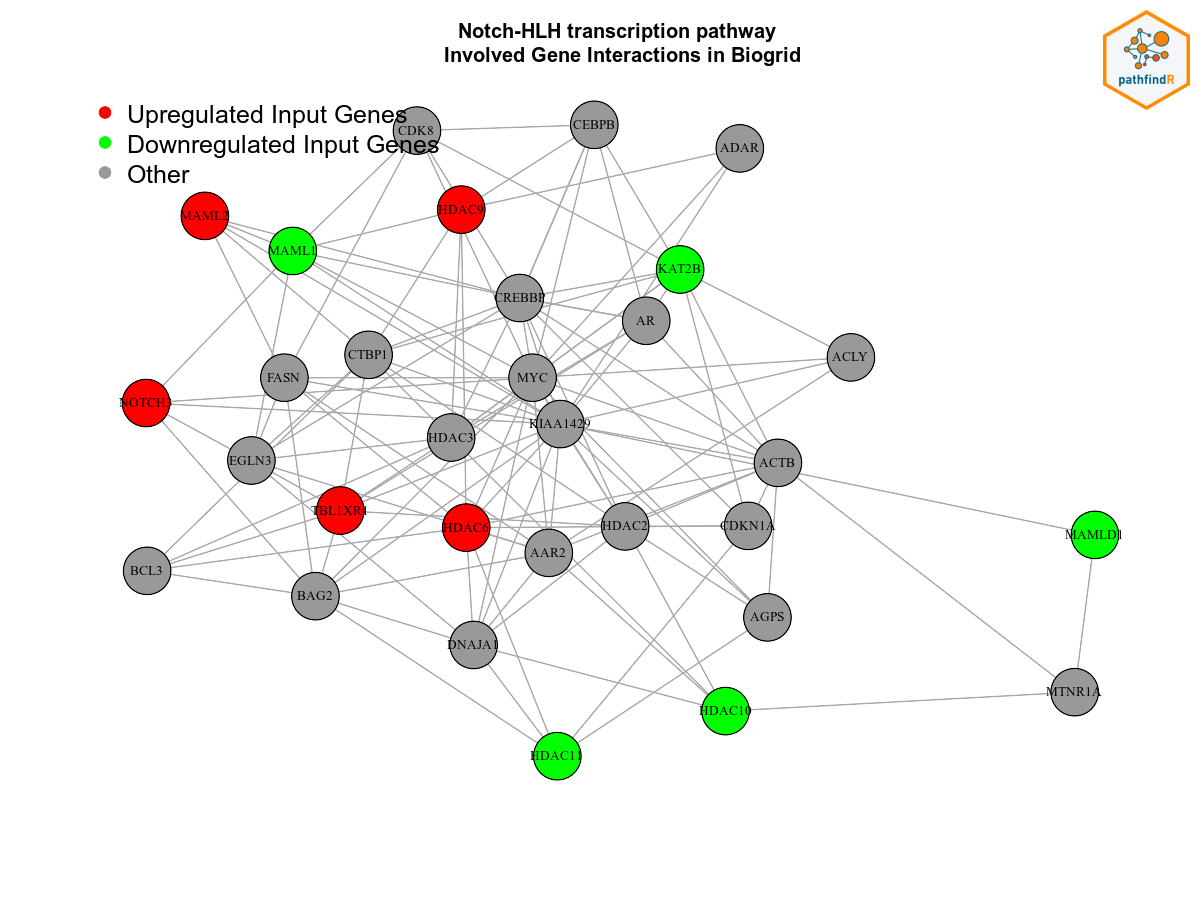 Notch-HLH transcription pathway
Involved Gene Interactions in Biogrid
pathfindR
Upregulated Input Genes
Downregulated Input Genes
Other
CDK8
CEBPB
ADAR
MAML2
HDAC9
MAML1
KAT2B
CREBBP
AR
CTBP1
ACLY
FASN
MYC
NOTCH3
KIAA1429
HDAC3
EGLN3
ACTB
TBL1XR1
HDAC6
HDAC2
CDKN1A
MAMLD1
AAR2
BCL3
BAG2
AGPS
DNAJA1
MTNR1A
HDAC10
HDAC11